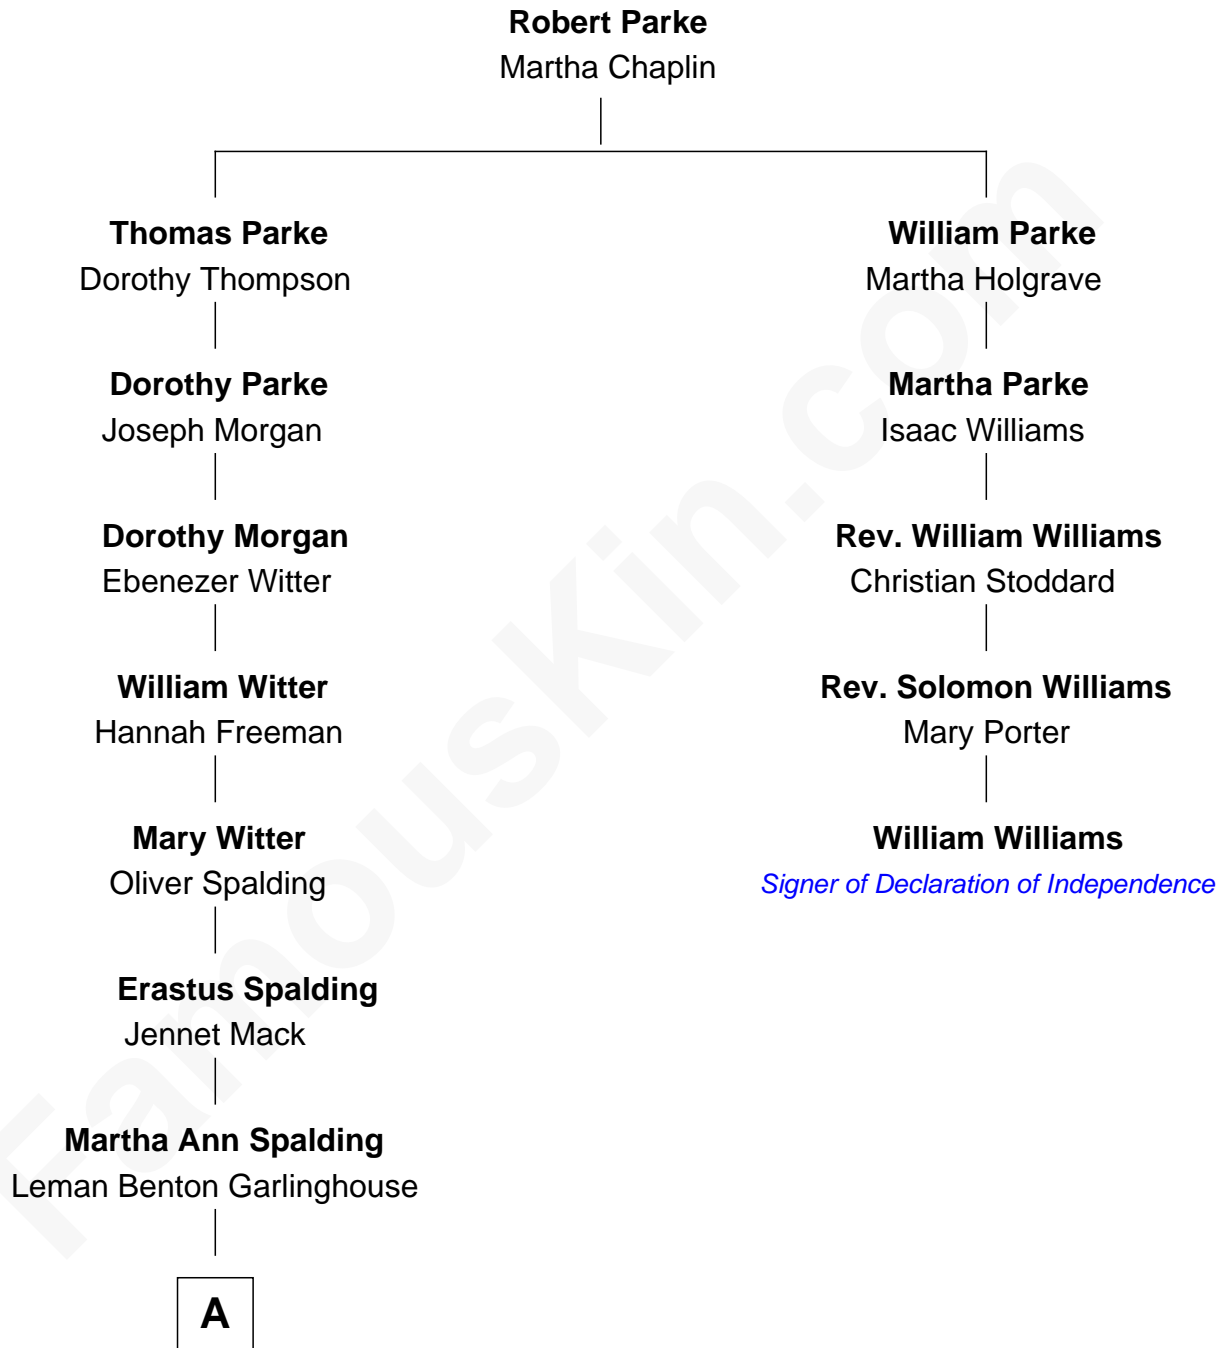 Robert Parke
Martha Chaplin
Thomas Parke
Dorothy Thompson
William Parke
Martha Holgrave
Dorothy Parke
Joseph Morgan
Martha Parke
Isaac Williams
Dorothy Morgan
Ebenezer Witter
Rev. William Williams
Christian Stoddard
William Witter
Hannah Freeman
Rev. Solomon Williams
Mary Porter
Mary Witter
Oliver Spalding
William Williams
Signer of Declaration of Independence
Erastus Spalding
Jennet Mack
Martha Ann Spalding
Leman Benton Garlinghouse
A
FamousKin.com